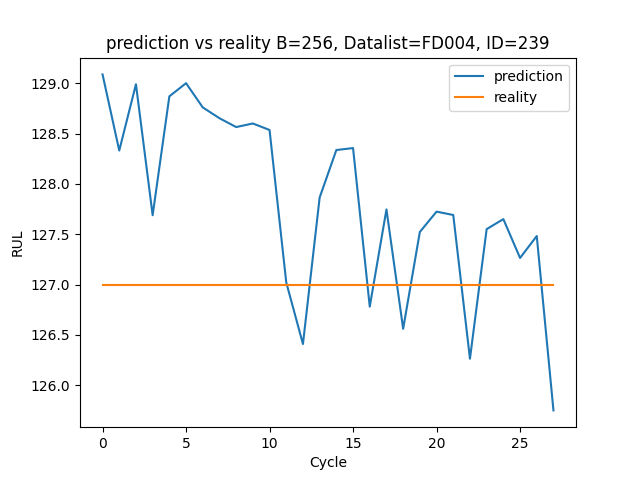 prediction vs reality B=256, Datalist=FD004, ID=239
prediction
reality
129.0
128.5
128.0
127.5
127.0
126.5
126.0
RUL
0 5 10 15 20 25
Cycle